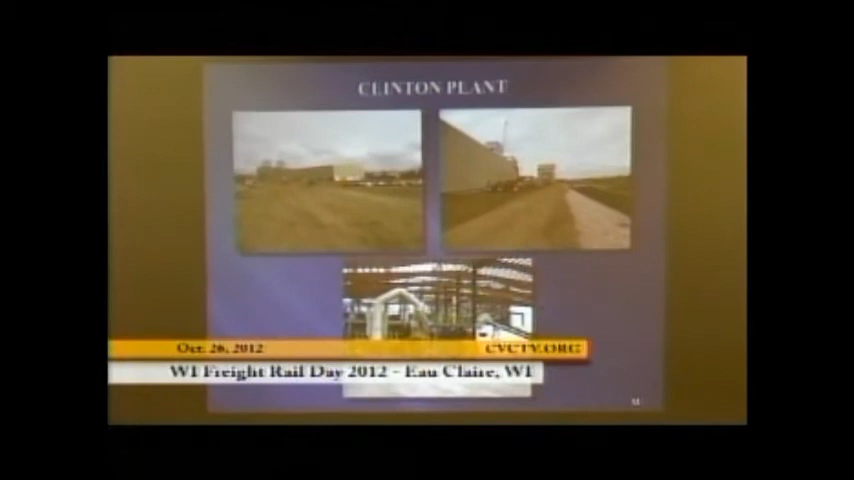 CLINTON PLANT
Oct. 26, 2012
CVCTV.ORG
WI Freight Rail Day 2012 - Eau Claire, WI